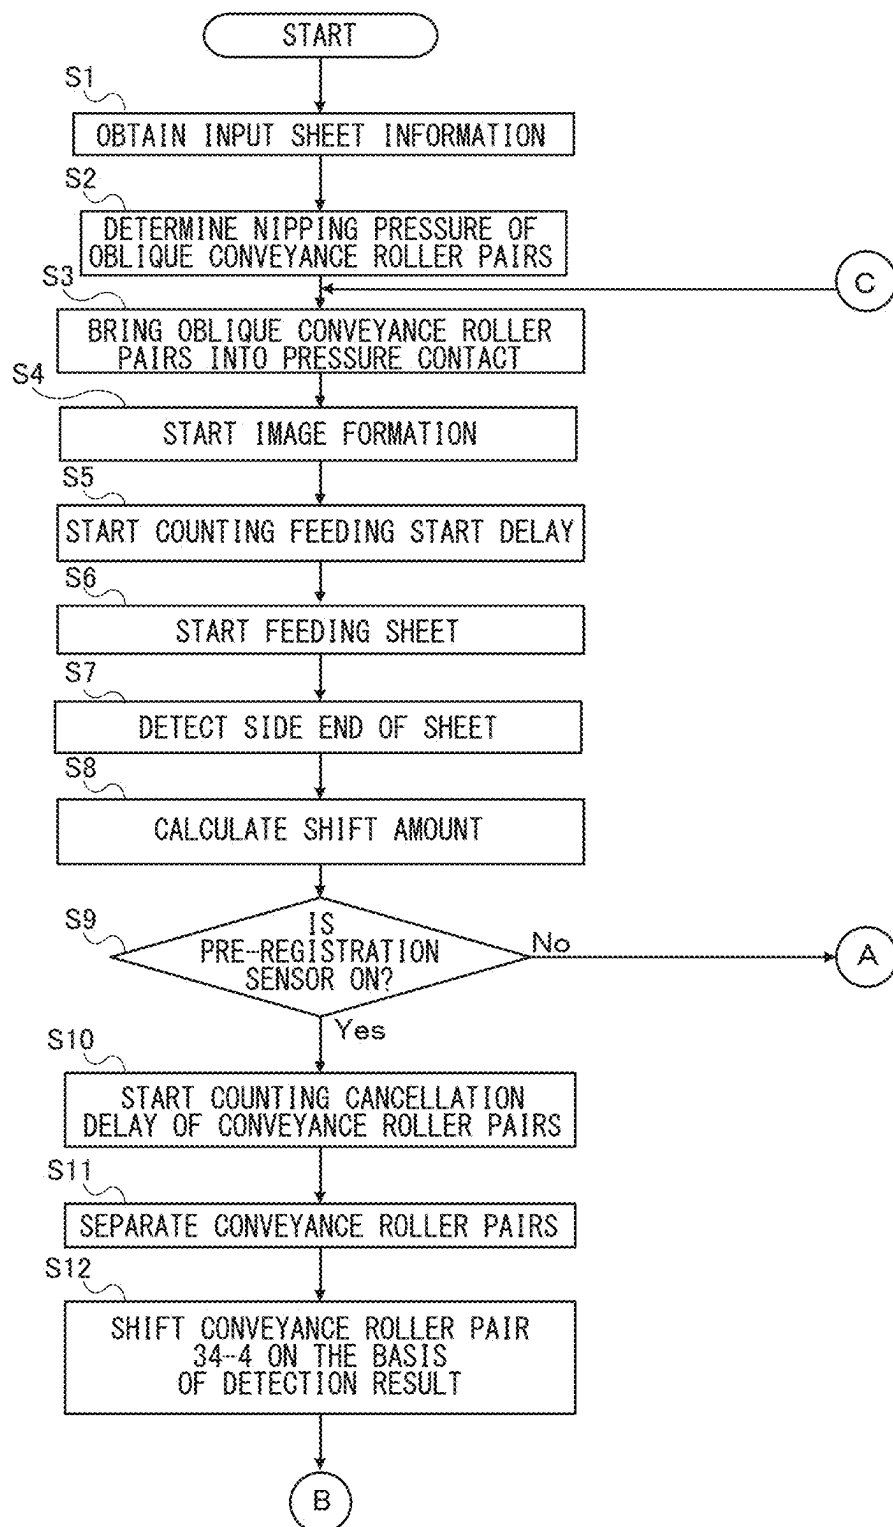 START
S1
OBTAIN INPUT SHEET INFORMATION
S2
DETERMINE NIPPING PRESSURE OF
OBLIQUE CONVEYANCE ROLLER PAIRS
C
S3
BRING OBLIQUE CONVEYANCE ROLLER
PAIRS INTO PRESSURE CONTACT
S4
START IMAGE FORMATION
S5
START COUNTING FEEDING START DELAY
S6
START FEEDING SHEET
S7
DETECT SIDE END OF SHEET
S8
CALCULATE SHIFT AMOUNT
S9
IS
PRE-REGISTRATION
SENSOR ON?
No
A
Yes
S10
START COUNTING CANCELLATION
DELAY OF CONVEYANCE ROLLER PAIRS
S11
SEPARATE CONVEYANCE ROLLER PAIRS
S12
SHIFT CONVEYANCE ROLLER PAIR
34-4 ON THE BASIS
OF DETECTION RESULT
B